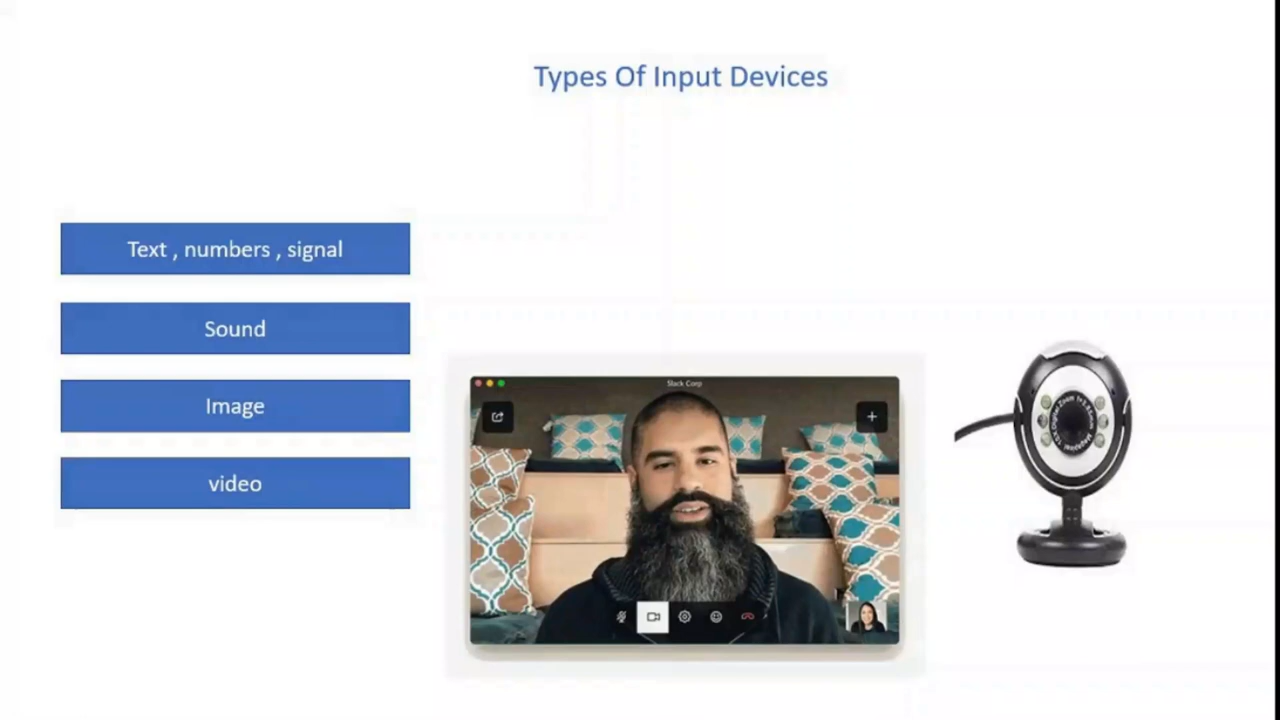 Types Of Input Devices
Text , numbers , signal
Sound
Image
video
Slack Corp